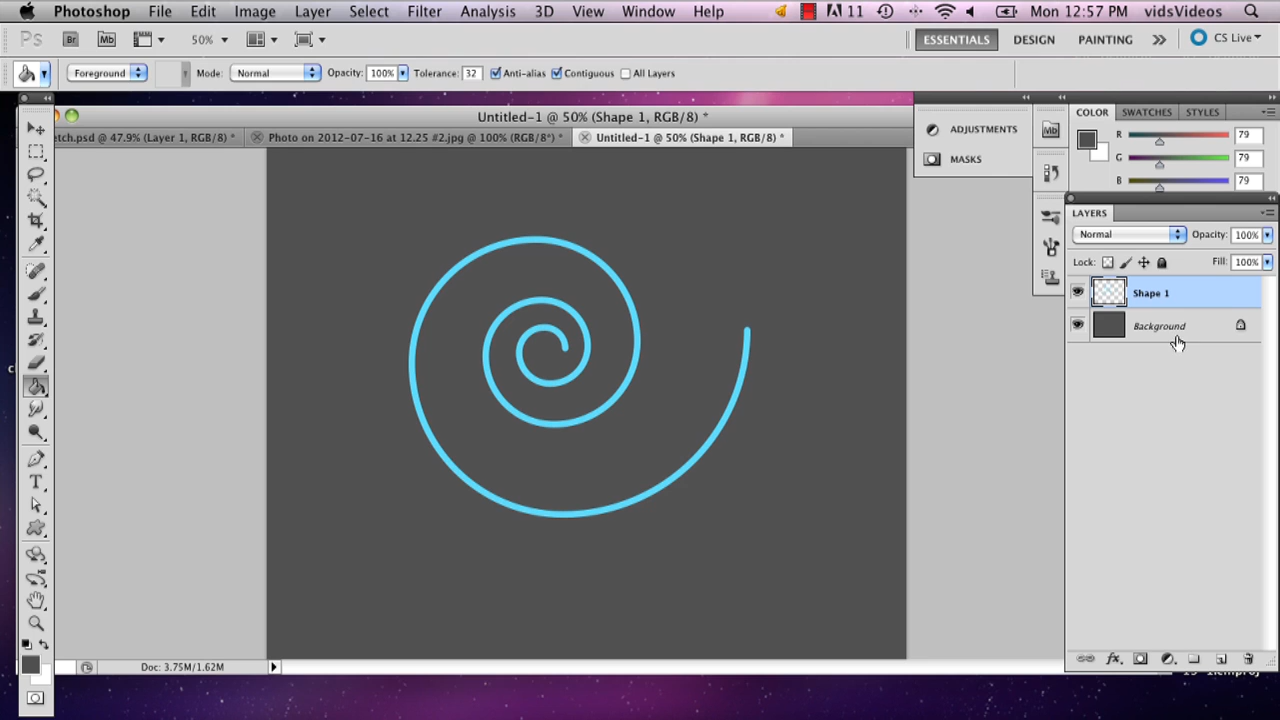 Photoshop File Edit Image Layer Select Filter Analysis 3D View Window Help 11 Mon 12:57 vidsVideos
Ps Br Mb 50% ESSENTIALS DESIGN PAINTING CS Live
Foreground Mode: Normal Opacity: 100% Tolerance: 32 Anti-alias Contiguous All Layers
Untitled-1 @ 50% (Shape 1, RGB/8) *
etch.psd @ 47.9% (Layer 1, RGB/8) * Photo on 2012-07-16 at 12.25 #2.jpg @ 100% (RGB/8*) * Untitled-1 @ 50% (Shape 1, RGB/8) *
ADJUSTMENTS
MASKS
Mb
COLOR SWATCHES STYLES
R 79
G 79
B 79
LAYERS
Normal Opacity: 100%
Lock: Fill: 100%
Shape 1
Background
T
fx
Doc: 3.75M/1.62M